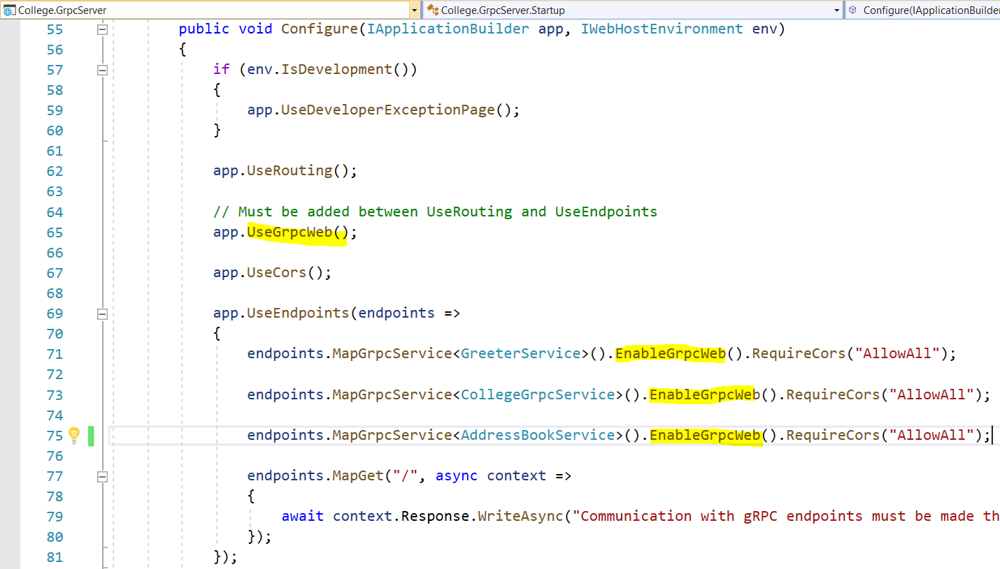 College.GrpcServer College.GrpcServer.Startup Configure(IApplicationBuilder
55 public void Configure(IApplicationBuilder app, IWebHostEnvironment env)
56 {
57 if (env.IsDevelopment())
58 {
59 app.UseDeveloperExceptionPage();
60 }
61
62 app.UseRouting();
63
64 // Must be added between UseRouting and UseEndpoints
65 app.UseGrpcWeb();
66
67 app.UseCors();
68
69 app.UseEndpoints(endpoints =>
70 {
71 endpoints.MapGrpcService<GreeterService>().EnableGrpcWeb().RequireCors("AllowAll");
72
73 endpoints.MapGrpcService<CollegeGrpcService>().EnableGrpcWeb().RequireCors("AllowAll");
74
75 endpoints.MapGrpcService<AddressBookService>().EnableGrpcWeb().RequireCors("AllowAll");
76
77 endpoints.MapGet("/", async context =>
78 {
79 await context.Response.WriteAsync("Communication with gRPC endpoints must be made th
80 });
81 });